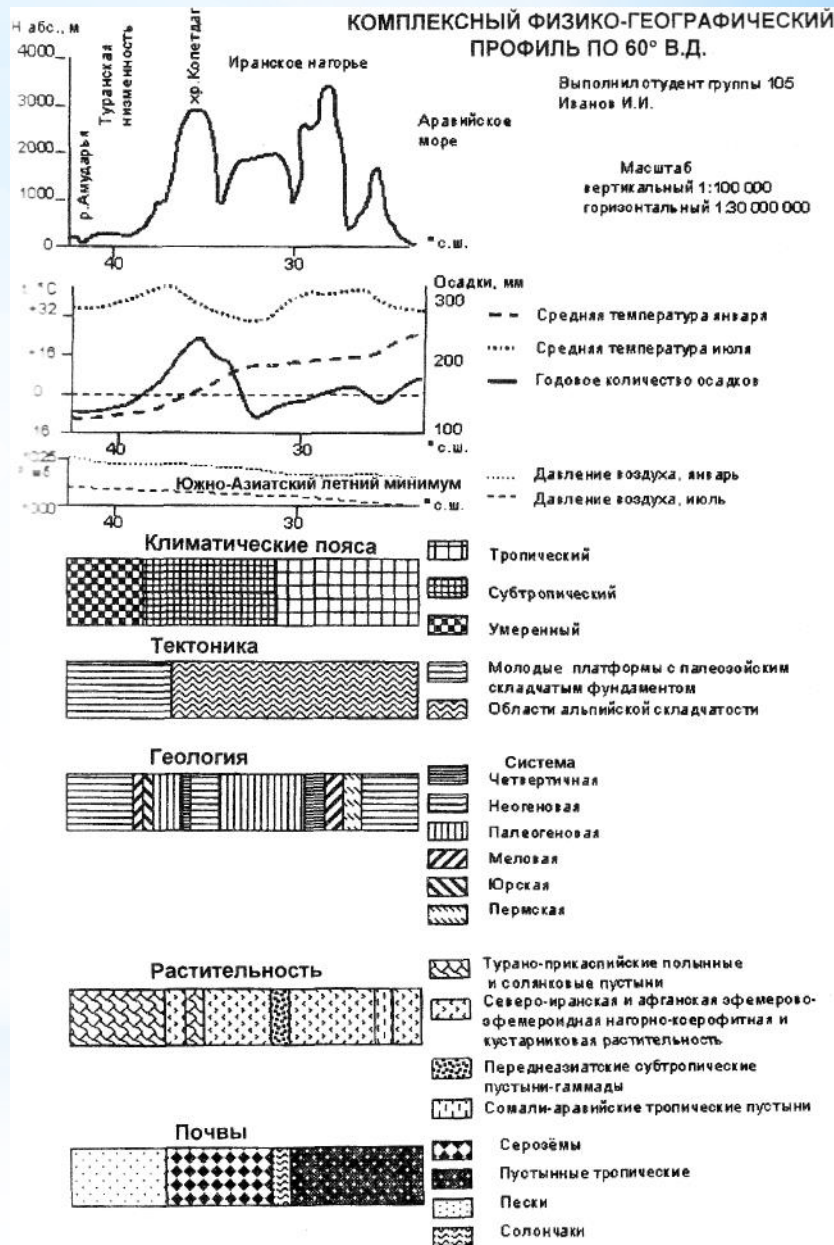 КОМПЛЕКСНЫЙ ФИЗИКО-ГЕОГРАФИЧЕСКИЙ
ПРОФИЛЬ ПО 60° В.Д.
Выполнил студент группы 105
Иванов И.И.
Масштаб
вертикальный 1:100 000
горизонтальный 1:30 000 000
Н абс., м
4000
3000
2000
1000
0
р.Амударья
Туранская
низменность
хр.Копетдаг
Иранское нагорье
Аравийское
море
40
30
° с.ш.
°C
+32
+16
0
16
Осадки, мм
300
200
100
40
30
° с.ш.
Средняя температура января
Средняя температура июля
Годовое количество осадков
Южно-Азиатский летний минимум
40
30
° с.ш.
Давление воздуха, январь
Давление воздуха, июль
Климатические пояса
Тропический
Субтропический
Умеренный
Тектоника
Молодые платформы с палеозойским
складчатым фундаментом
Области альпийской складчатости
Геология
Система
Четвертичная
Неогеновая
Палеогеновая
Меловая
Юрская
Пермская
Растительность
Турано-прикаспийские полынные
и солянковые пустыни
Северо-иранская и афганская эфемерово-
эфемероидная нагорно-ксерофитная и
кустарниковая растительность
Переднеазиатские субтропические
пустыни-гаммады
Сомали-аравийские тропические пустыни
Почвы
Серозёмы
Пустынные тропические
Пески
Солончаки